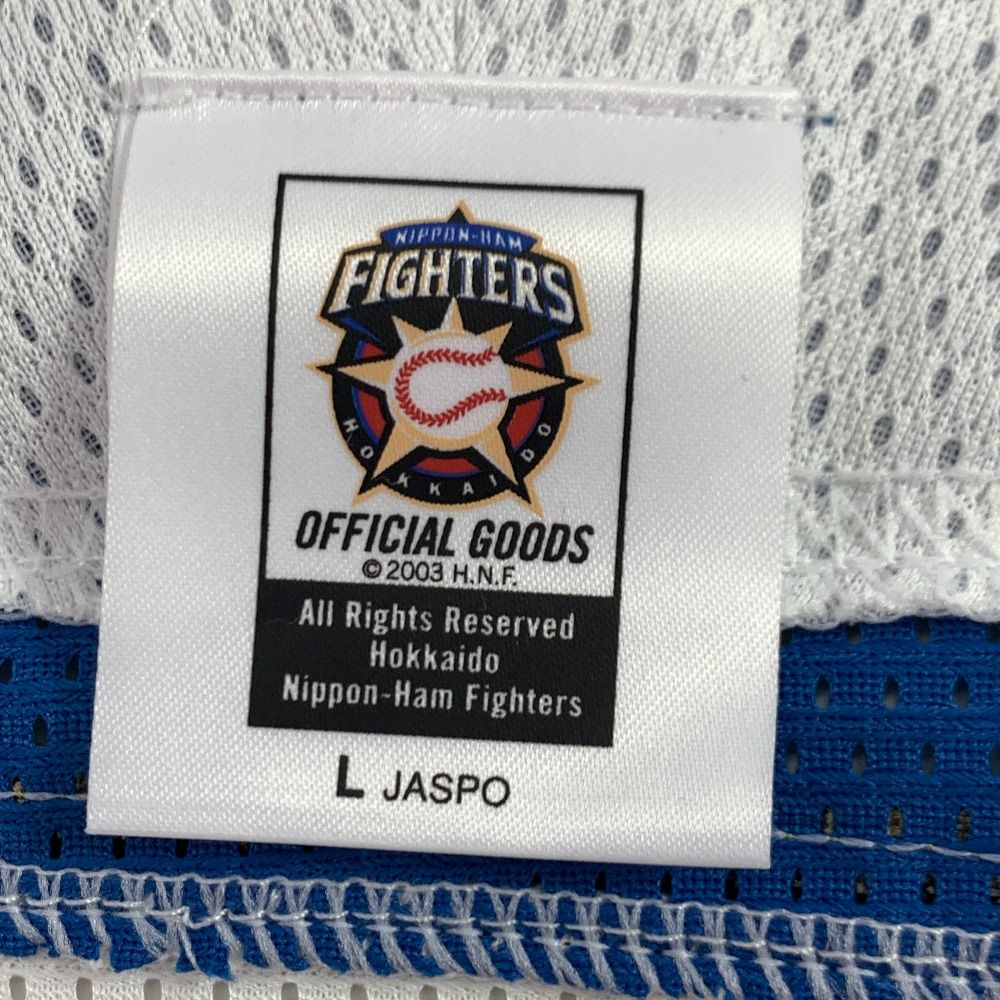 NIPPON-HAM
FIGHTERS
HOKKAIDO
OFFICIAL GOODS
©2003 H.N.F.
All Rights Reserved
Hokkaido
Nippon-Ham Fighters
L JASPO